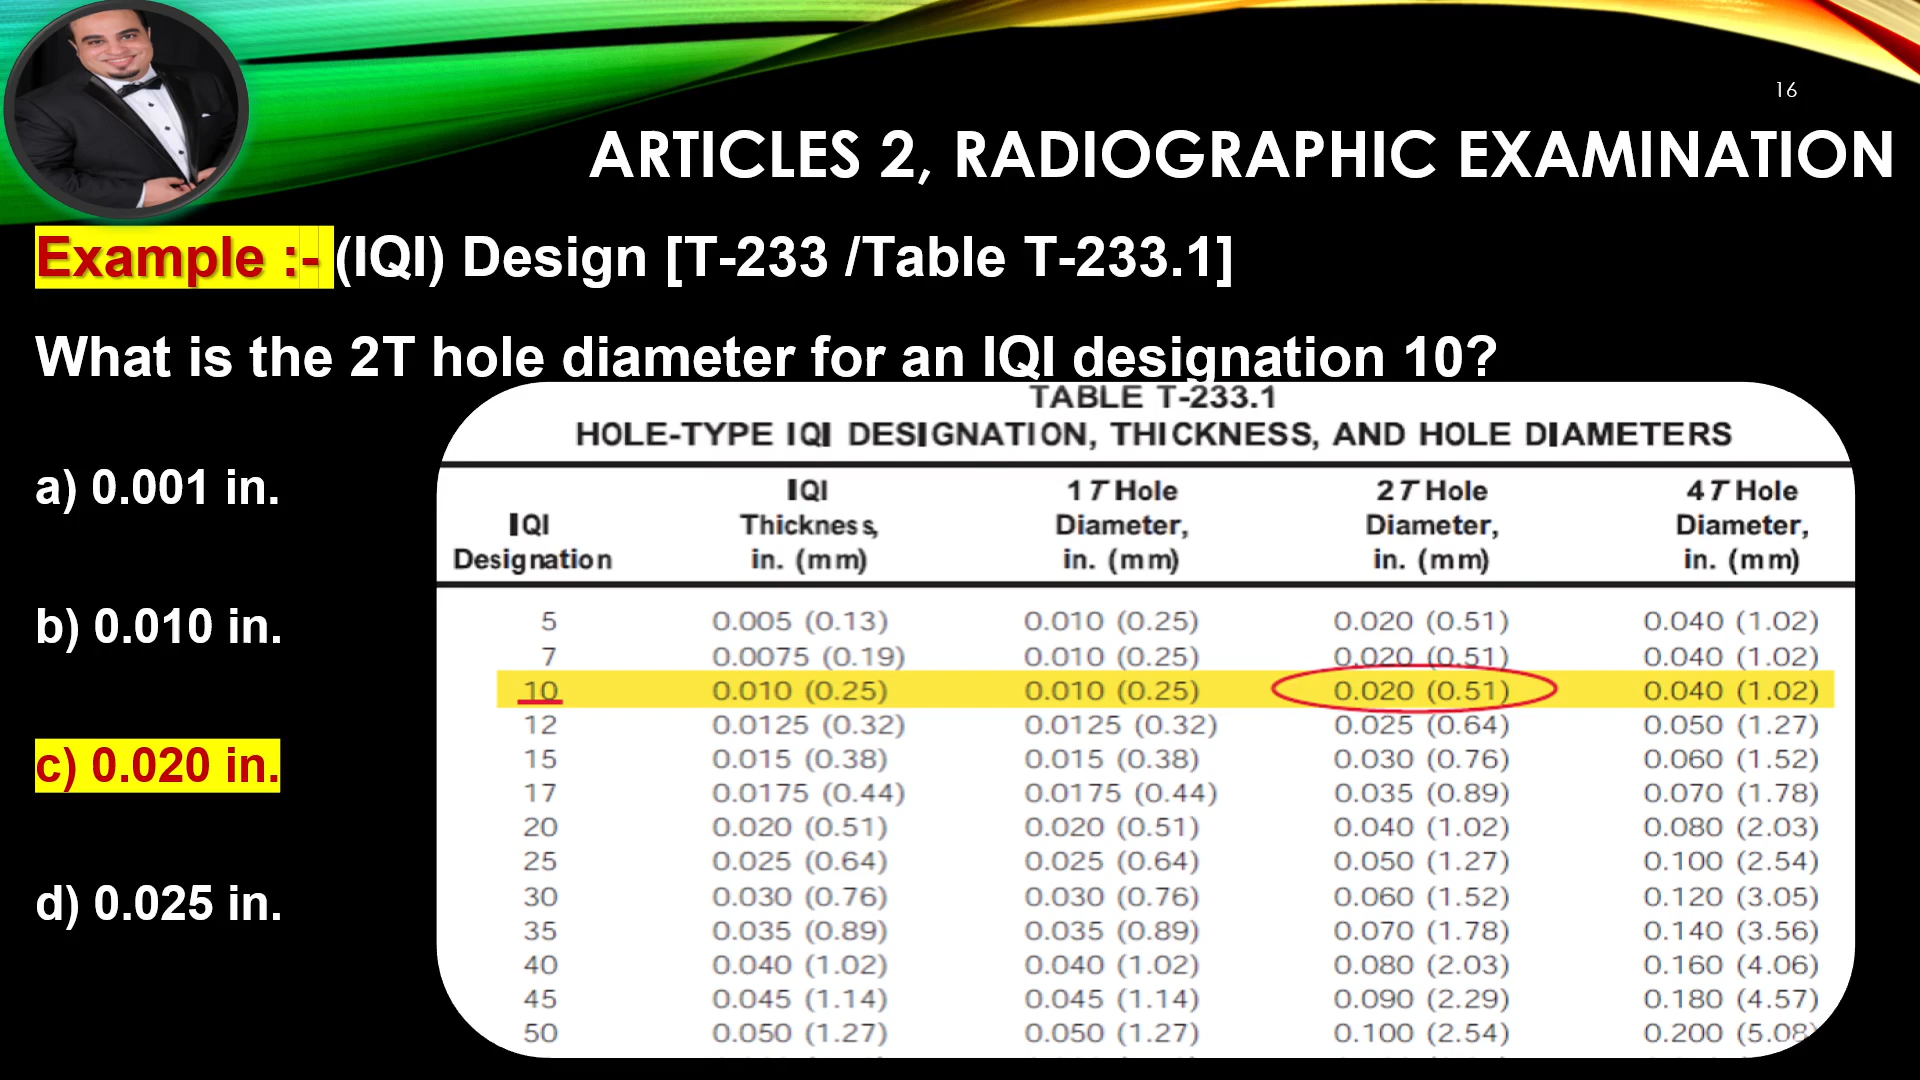 16
ARTICLES 2, RADIOGRAPHIC EXAMINATION
Example :- (IQI) Design [T-233 /Table T-233.1]
What is the 2T hole diameter for an IQI designation 10?
a) 0.001 in.
b) 0.010 in.
c) 0.020 in.
d) 0.025 in.
TABLE T-233.1
HOLE-TYPE IQI DESIGNATION, THICKNESS, AND HOLE DIAMETERS
IQI Designation | IQI Thickness, in. (mm) | 1T Hole Diameter, in. (mm) | 2T Hole Diameter, in. (mm) | 4T Hole Diameter, in. (mm)
5 0.005 (0.13) 0.010 (0.25) 0.020 (0.51) 0.040 (1.02)
7 0.0075 (0.19) 0.010 (0.25) 0.020 (0.51) 0.040 (1.02)
10 0.010 (0.25) 0.010 (0.25) 0.020 (0.51) 0.040 (1.02)
12 0.0125 (0.32) 0.0125 (0.32) 0.025 (0.64) 0.050 (1.27)
15 0.015 (0.38) 0.015 (0.38) 0.030 (0.76) 0.060 (1.52)
17 0.0175 (0.44) 0.0175 (0.44) 0.035 (0.89) 0.070 (1.78)
20 0.020 (0.51) 0.020 (0.51) 0.040 (1.02) 0.080 (2.03)
25 0.025 (0.64) 0.025 (0.64) 0.050 (1.27) 0.100 (2.54)
30 0.030 (0.76) 0.030 (0.76) 0.060 (1.52) 0.120 (3.05)
35 0.035 (0.89) 0.035 (0.89) 0.070 (1.78) 0.140 (3.56)
40 0.040 (1.02) 0.040 (1.02) 0.080 (2.03) 0.160 (4.06)
45 0.045 (1.14) 0.045 (1.14) 0.090 (2.29) 0.180 (4.57)
50 0.050 (1.27) 0.050 (1.27) 0.100 (2.54) 0.200 (5.08)